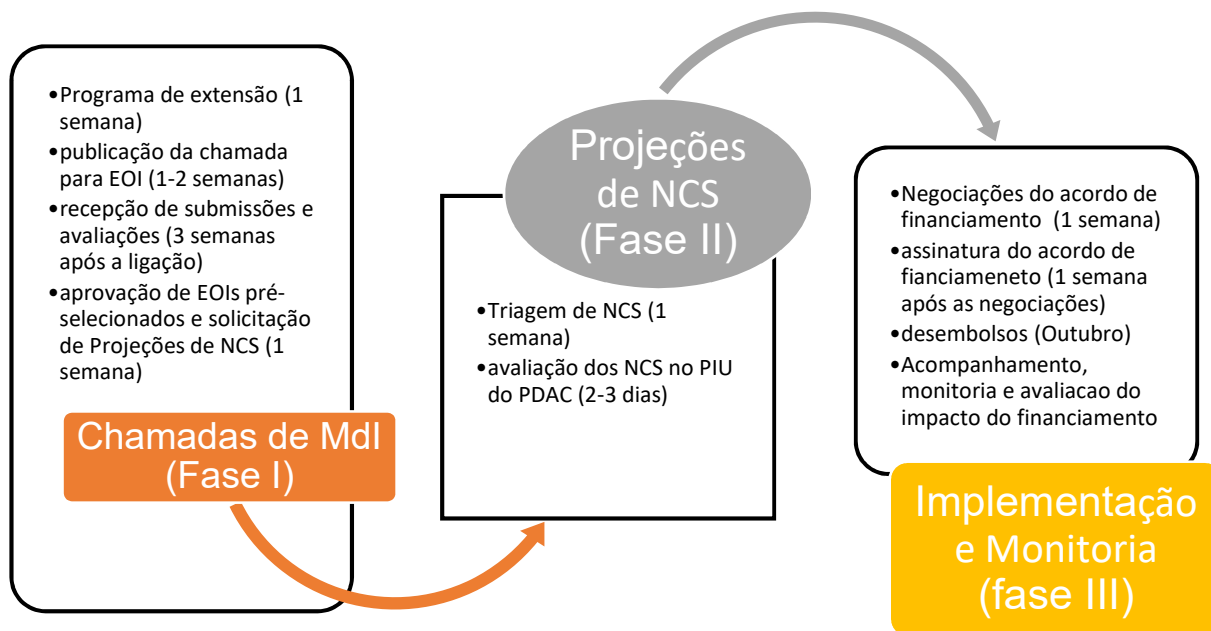 •Programa de extensão (1
semana)
•publicação da chamada
para EOI (1-2 semanas)
•recepção de submissões e
avaliações (3 semanas
após a ligação)
•aprovação de EOIs pré-
selecionados e solicitação
de Projeções de NCS (1
semana)
Chamadas de MdI
(Fase I)
Projeções
de NCS
(Fase II)
•Triagem de NCS (1
semana)
•avaliação dos NCS no PIU
do PDAC (2-3 dias)
•Negociações do acordo de
financiamento (1 semana)
•assinatura do acordo de
fianciameneto (1 semana
após as negociações)
•desembolsos (Outubro)
•Acompanhamento,
monitoria e avaliacao do
impacto do financiamento
Implementação
e Monitoria
(fase III)